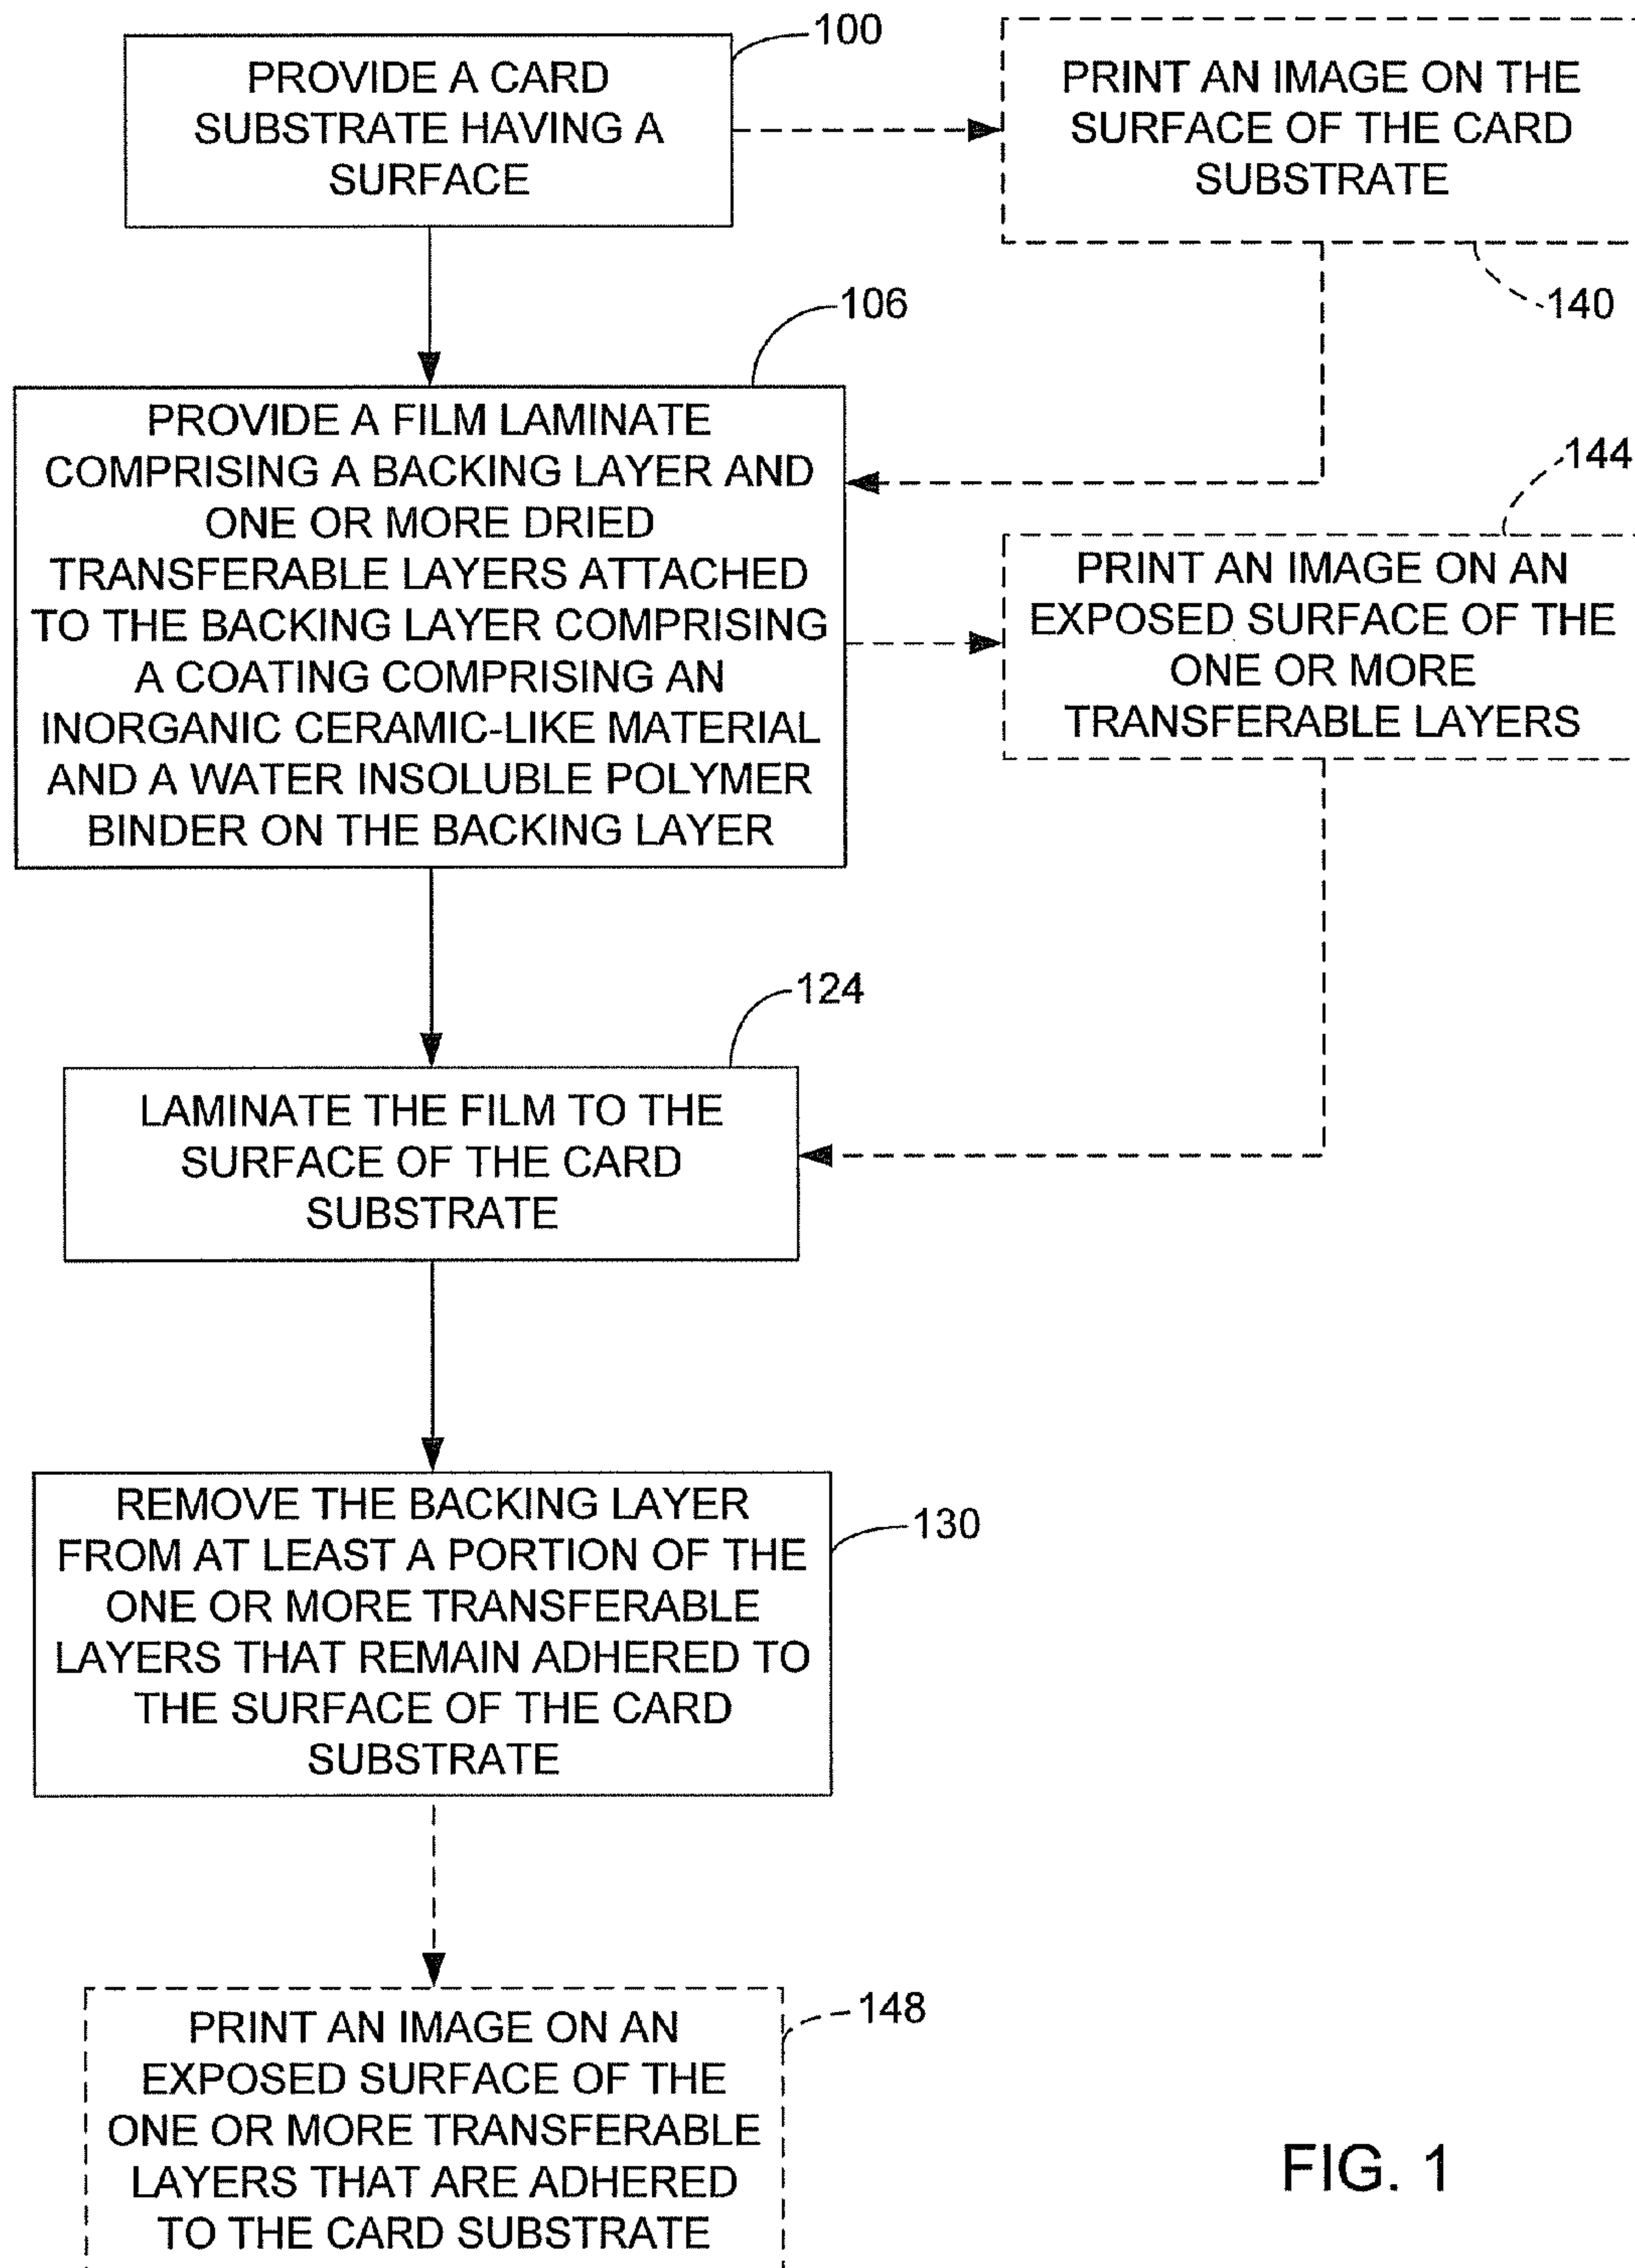 100
PROVIDE A CARD
SUBSTRATE HAVING A
SURFACE
PRINT AN IMAGE ON THE
SURFACE OF THE CARD
SUBSTRATE
140
106
PROVIDE A FILM LAMINATE
COMPRISING A BACKING LAYER AND
ONE OR MORE DRIED
TRANSFERABLE LAYERS ATTACHED
TO THE BACKING LAYER COMPRISING
A COATING COMPRISING AN
INORGANIC CERAMIC-LIKE MATERIAL
AND A WATER INSOLUBLE POLYMER
BINDER ON THE BACKING LAYER
144
PRINT AN IMAGE ON AN
EXPOSED SURFACE OF THE
ONE OR MORE
TRANSFERABLE LAYERS
124
LAMINATE THE FILM TO THE
SURFACE OF THE CARD
SUBSTRATE
130
REMOVE THE BACKING LAYER
FROM AT LEAST A PORTION OF THE
ONE OR MORE TRANSFERABLE
LAYERS THAT REMAIN ADHERED TO
THE SURFACE OF THE CARD
SUBSTRATE
148
PRINT AN IMAGE ON AN
EXPOSED SURFACE OF THE
ONE OR MORE TRANSFERABLE
LAYERS THAT ARE ADHERED
TO THE CARD SUBSTRATE
FIG. 1